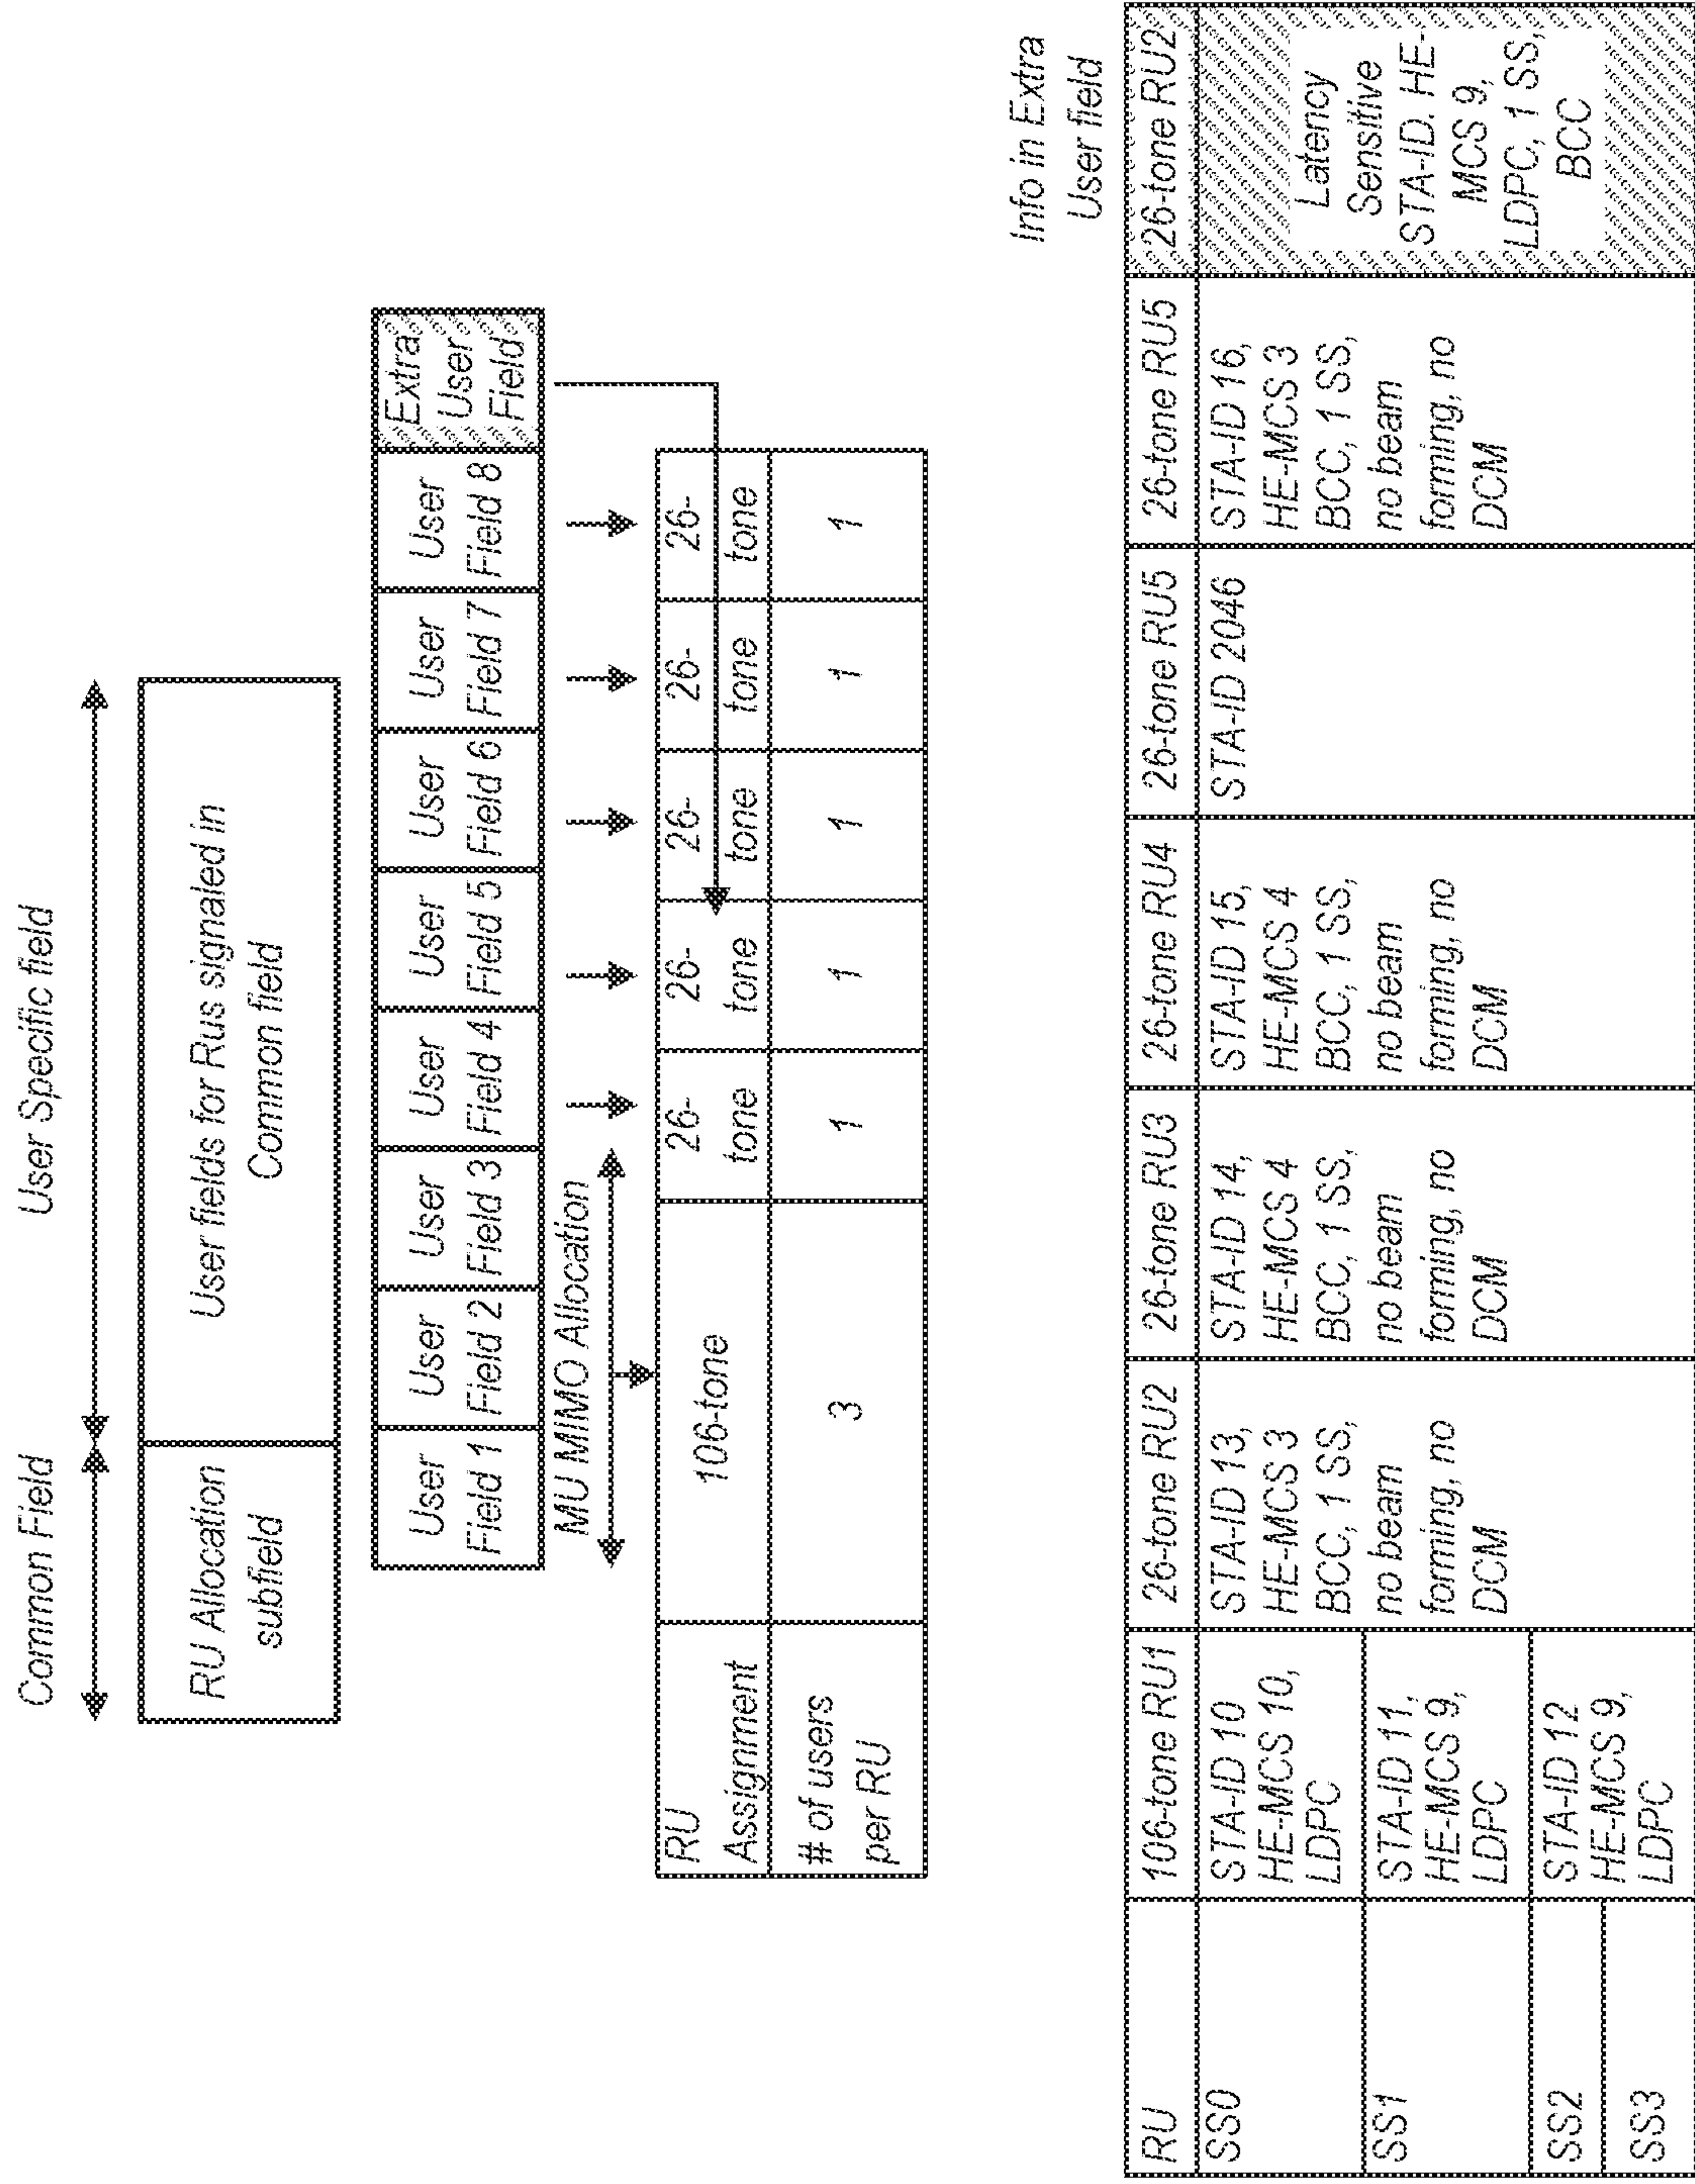 Common Field
User Specific field
RU Allocation
subfield
User fields for Rus signaled in
Common field
User
Field 1
User
Field 2
User
Field 3
User
Field 4
User
Field 5
User
Field 6
User
Field 7
User
Field 8
Extra
User
Field
MU MIMO Allocation
RU
Assignment
106-tone
26-
tone
26-
tone
26-
tone
26-
tone
26-
tone
# of users
per RU
3
1
1
1
1
1
Info in Extra
User field
RU
106-tone RU1
26-tone RU2
26-tone RU3
26-tone RU4
26-tone RU5
26-tone RU5
26-tone RU2
SS0
STA-ID 10
HE-MCS 10,
LDPC
SS1
STA-ID 11,
HE-MCS 9,
LDPC
SS2
SS3
STA-ID 12
HE-MCS 9,
LDPC
STA-ID 13,
HE-MCS 3
BCC, 1 SS,
no beam
forming, no
DCM
STA-ID 14,
HE-MCS 4
BCC, 1 SS,
no beam
forming, no
DCM
STA-ID 15,
HE-MCS 4
BCC, 1 SS,
no beam
forming, no
DCM
STA-ID 2046
STA-ID 16,
HE-MCS 3
BCC, 1 SS,
no beam
forming, no
DCM
Latency
Sensitive
STA-ID. HE-
MCS 9,
LDPC, 1 SS,
BCC